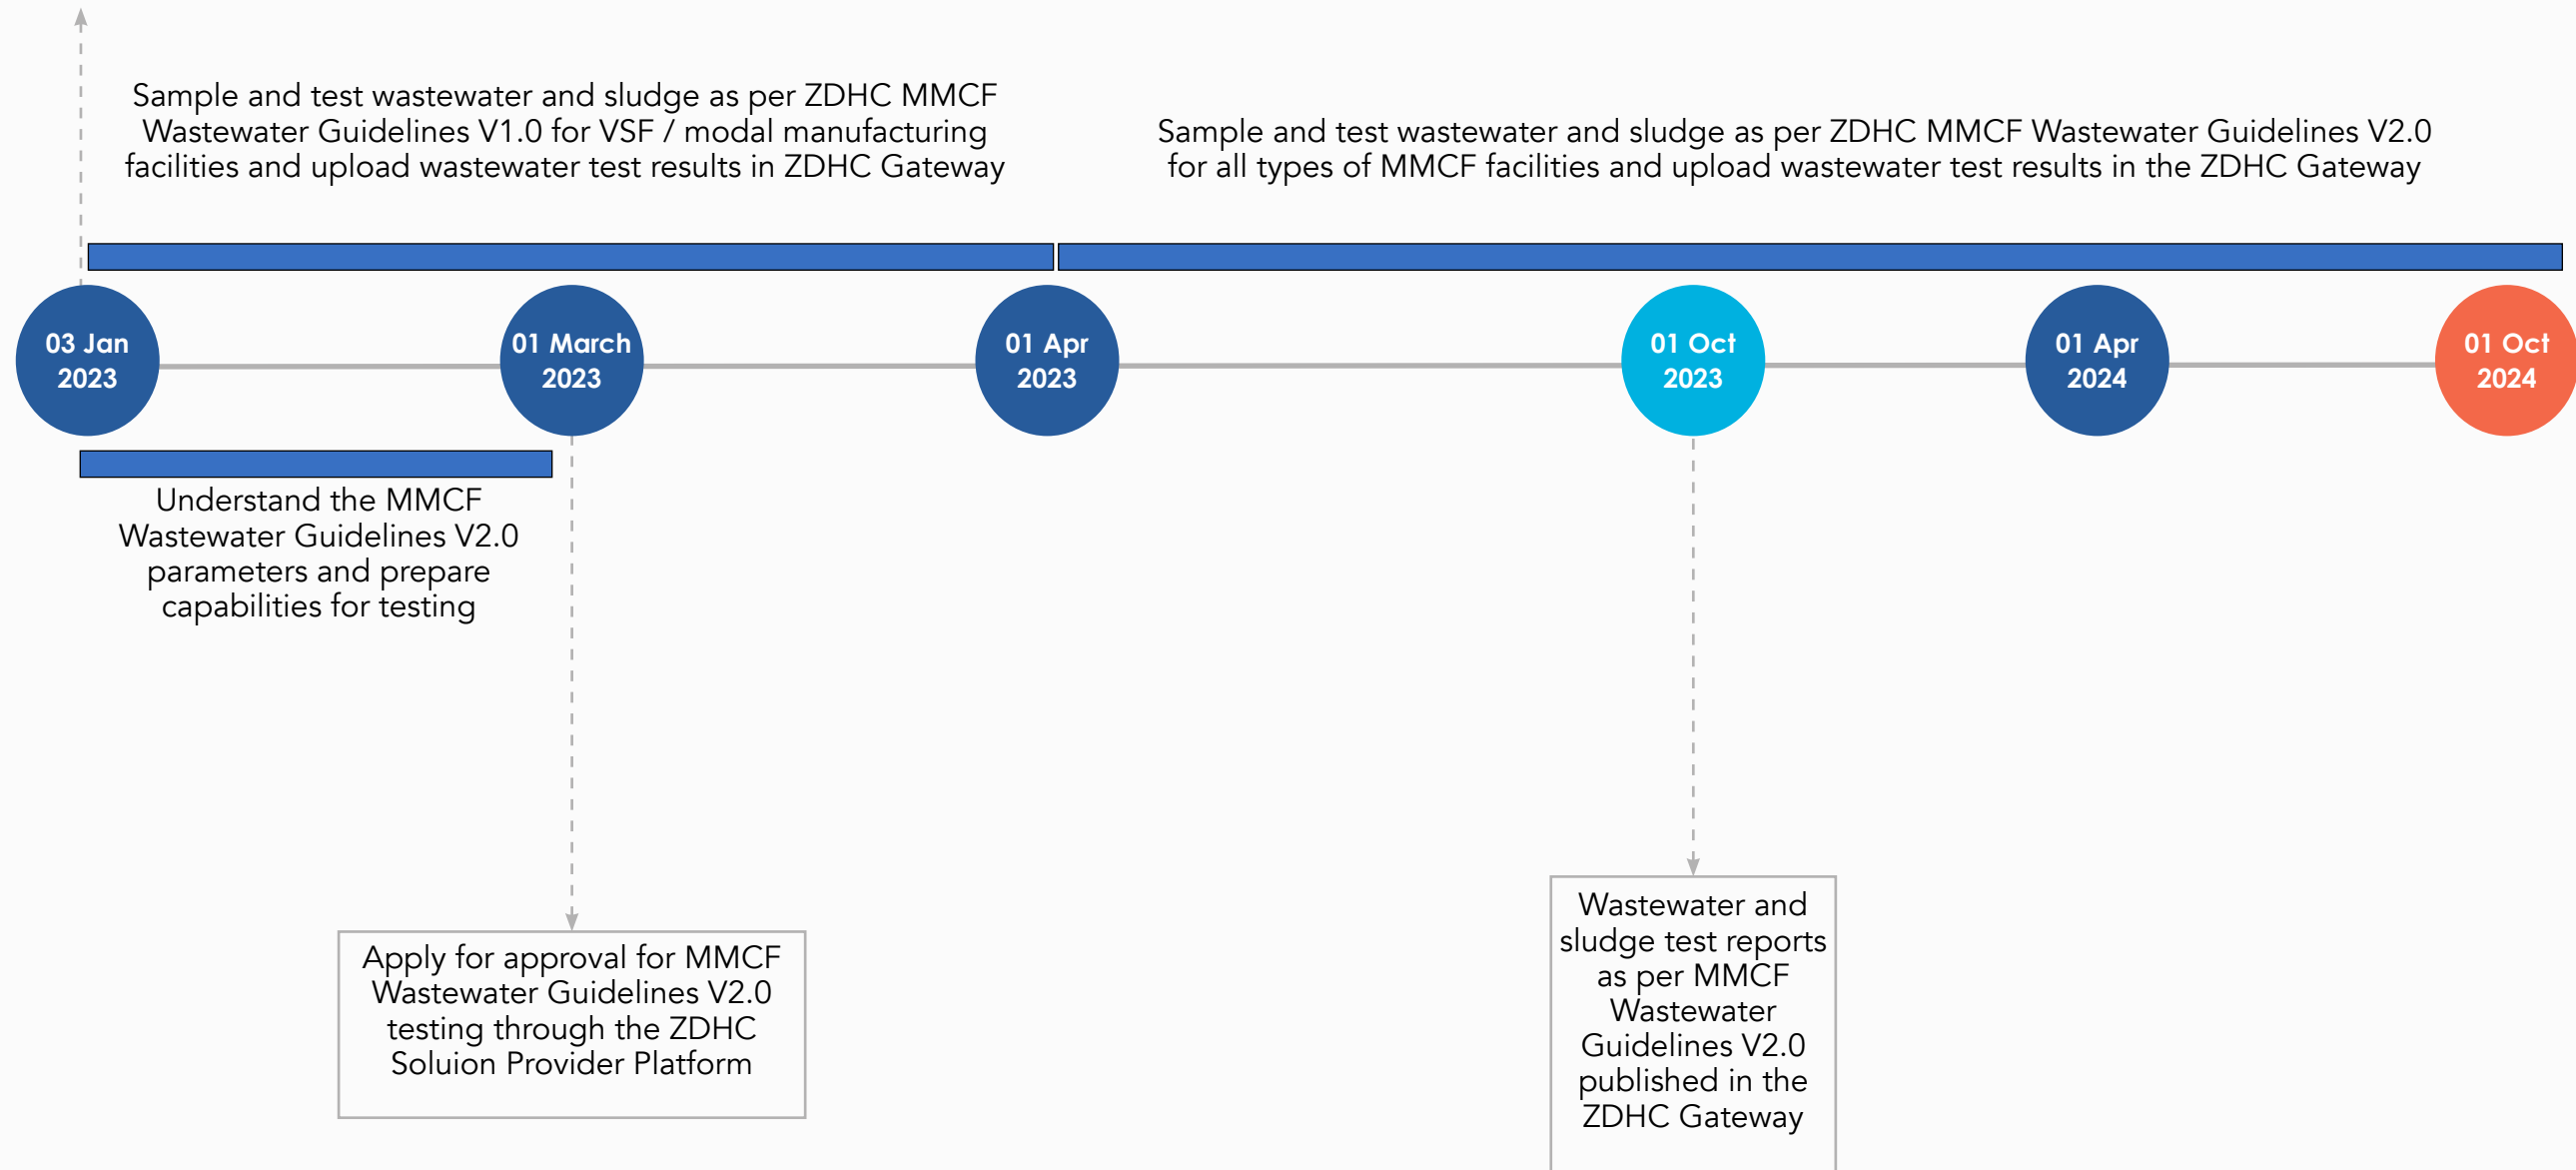 Sample and test wastewater and sludge as per ZDHC MMCF
Wastewater Guidelines V1.0 for VSF / modal manufacturing
facilities and upload wastewater test results in ZDHC Gateway
Sample and test wastewater and sludge as per ZDHC MMCF Wastewater Guidelines V2.0
for all types of MMCF facilities and upload wastewater test results in the ZDHC Gateway
03 Jan
2023
01 March
2023
01 Apr
2023
01 Oct
2023
01 Apr
2024
01 Oct
2024
Understand the MMCF
Wastewater Guidelines V2.0
parameters and prepare
capabilities for testing
Apply for approval for MMCF
Wastewater Guidelines V2.0
testing through the ZDHC
Soluion Provider Platform
Wastewater and
sludge test reports
as per MMCF
Wastewater
Guidelines V2.0
published in the
ZDHC Gateway